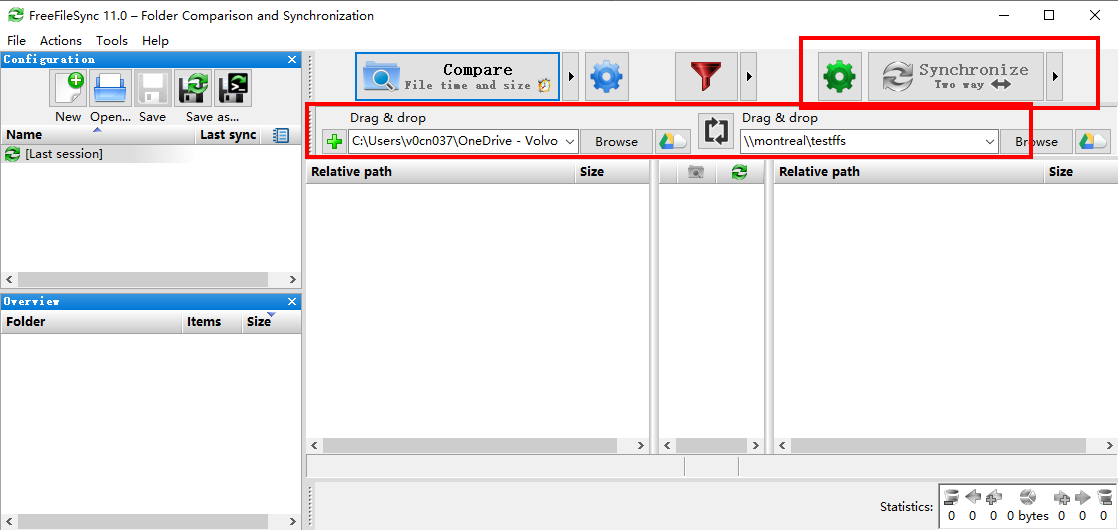 FreeFileSync 11.0 – Folder Comparison and Synchronization
File Actions Tools Help
Configuration
New Open... Save Save as...
Name Last sync
[Last session]
Overview
Folder Items Size
Compare
File time and size
Synchronize
Two way
Drag & drop
C:\Users\v0cn037\OneDrive - Volvo
Browse
Drag & drop
\\montreal\testffs
Browse
Relative path Size
Relative path Size
Statistics:
0 0 0 0 bytes 0 0 0